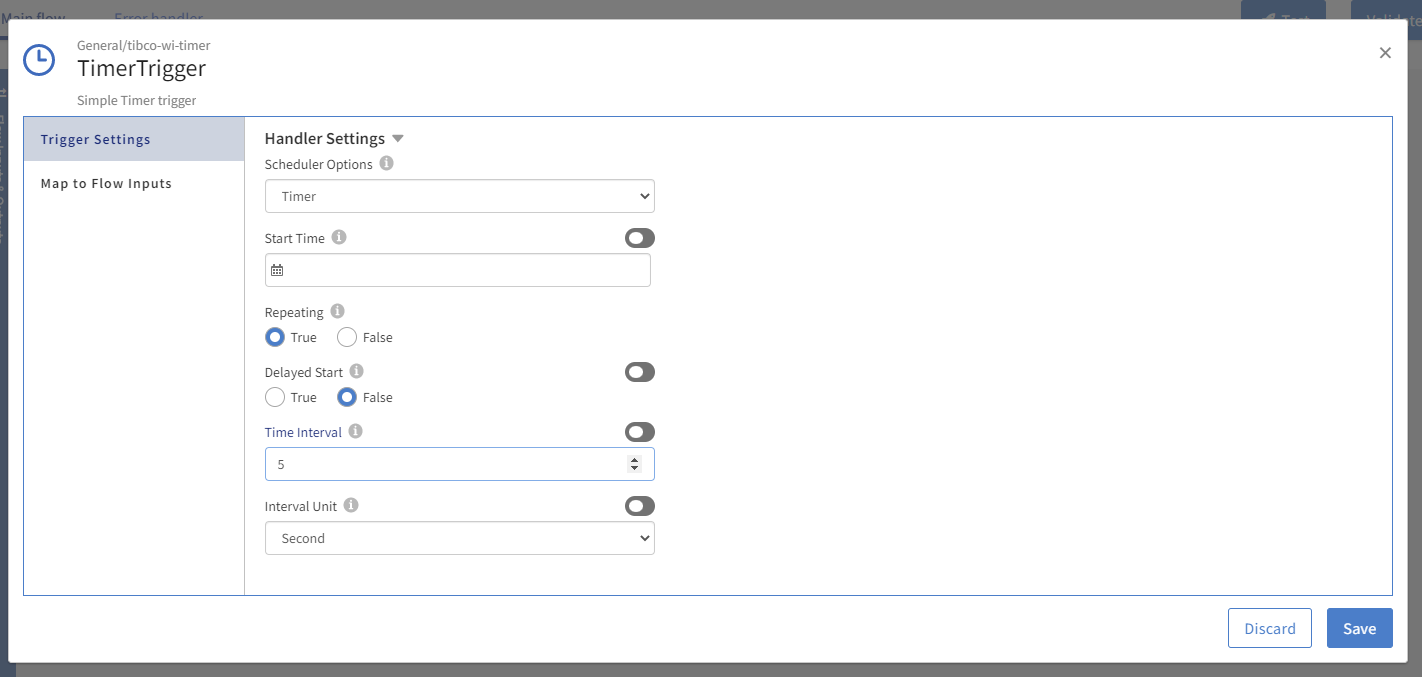 Main flow
Error handler
Test
Validate
General/tibco-wi-timer
TimerTrigger
Simple Timer trigger
Trigger Settings
Map to Flow Inputs
Handler Settings
Scheduler Options
Timer
Start Time
Repeating
True False
Delayed Start
True False
Time Interval
5
Interval Unit
Second
Discard
Save